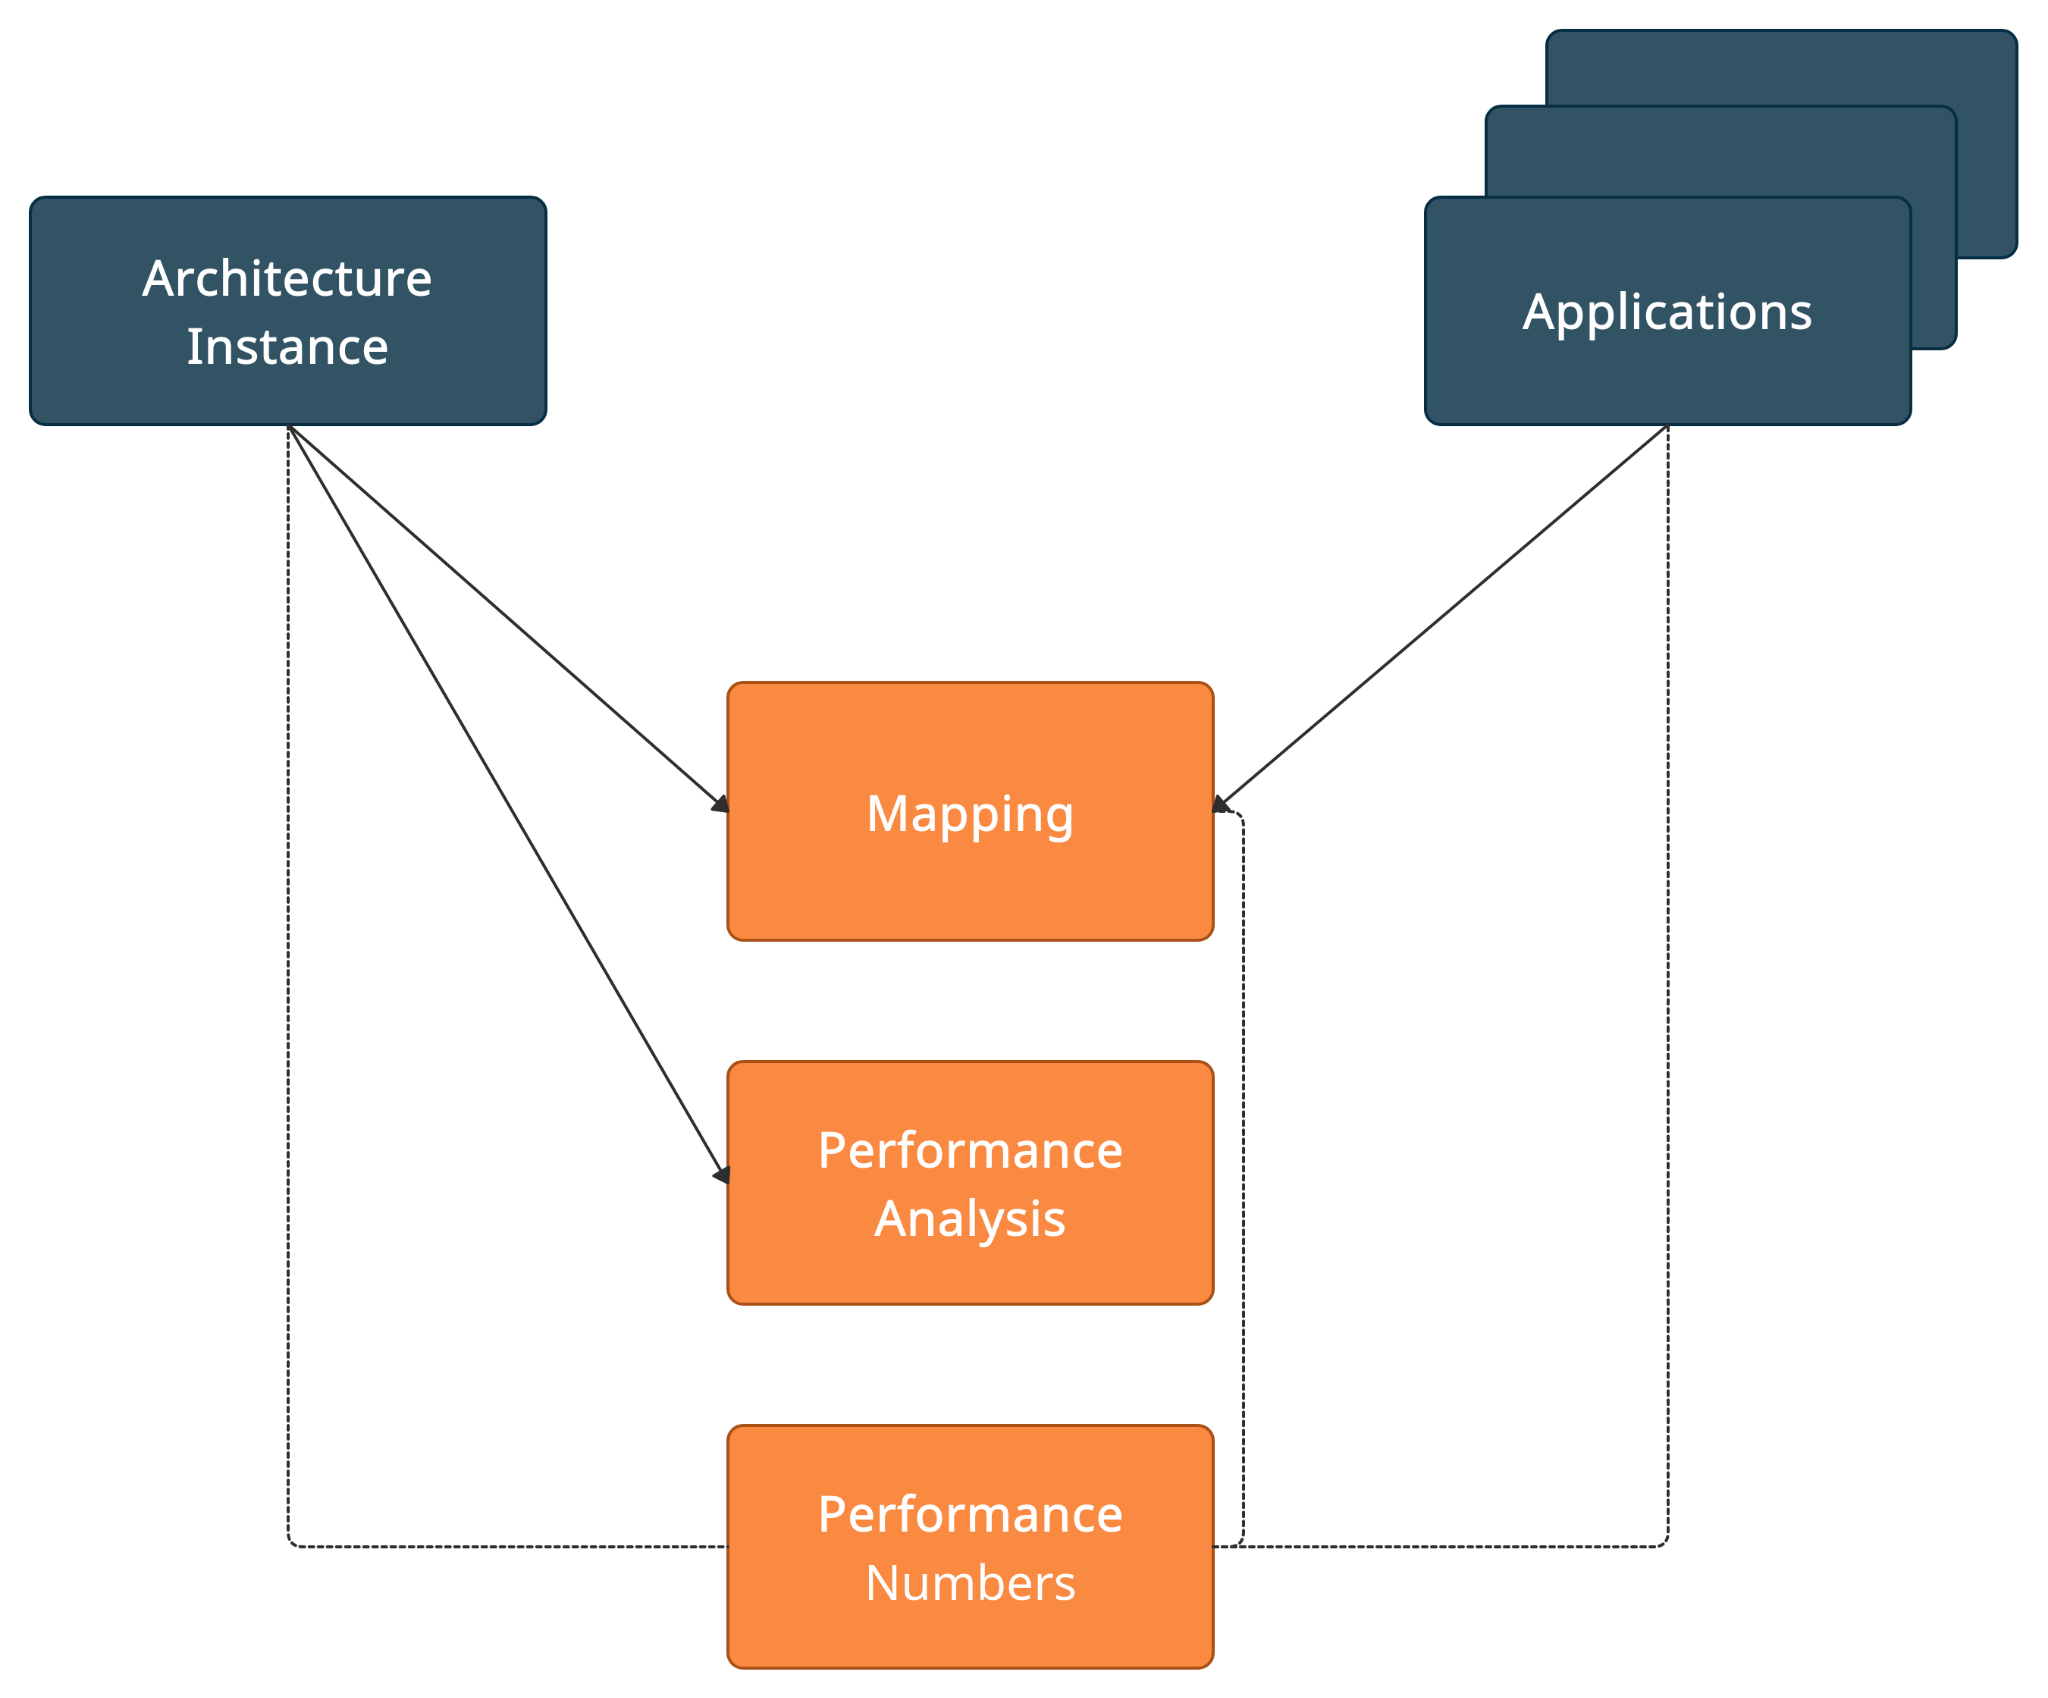 Architecture
Instance
Applications
Mapping
Performance
Analysis
Performance
Numbers